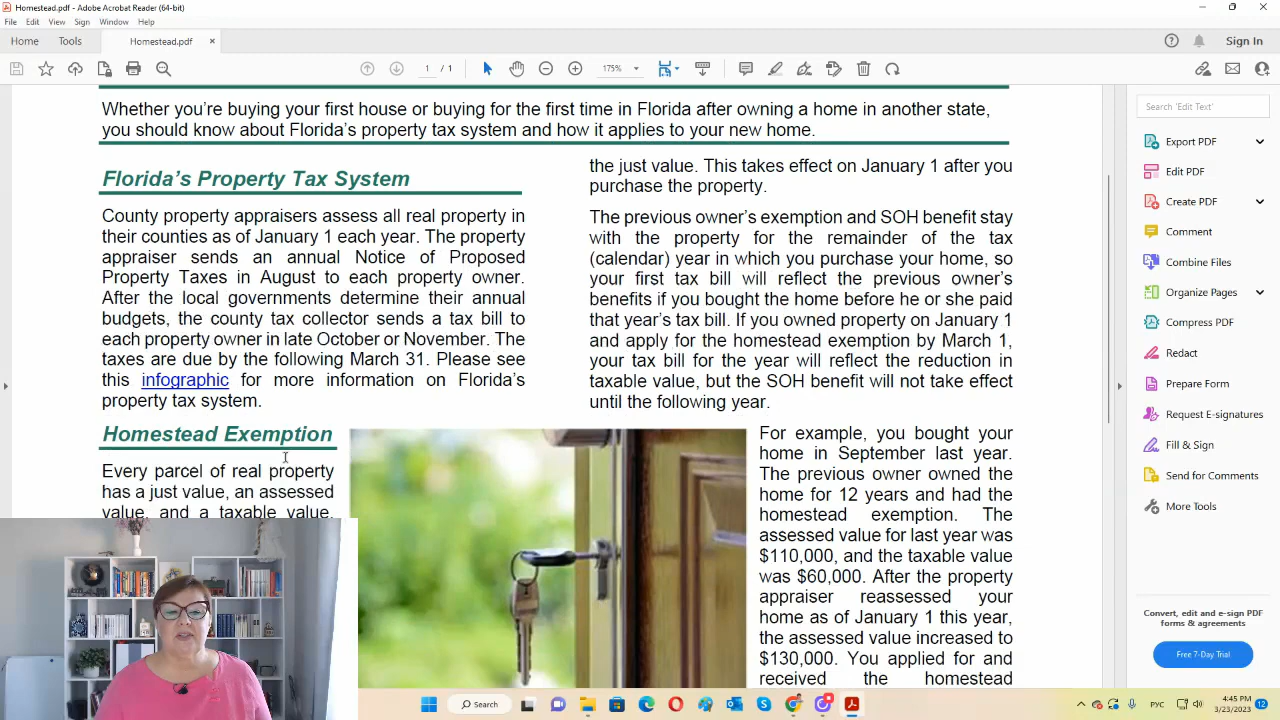 Homestead.pdf - Adobe Acrobat Reader (64-bit)
File Edit View Sign Window Help
Home Tools Homestead.pdf × Sign In
1 / 1 175%
Whether you’re buying your first house or buying for the first time in Florida after owning a home in another state,
you should know about Florida’s property tax system and how it applies to your new home.
Florida’s Property Tax System
County property appraisers assess all real property in
their counties as of January 1 each year. The property
appraiser sends an annual Notice of Proposed
Property Taxes in August to each property owner.
After the local governments determine their annual
budgets, the county tax collector sends a tax bill to
each property owner in late October or November. The
taxes are due by the following March 31. Please see
this infographic for more information on Florida’s
property tax system.
Homestead Exemption
Every parcel of real property
has a just value, an assessed
value, and a taxable value.
the just value. This takes effect on January 1 after you
purchase the property.
The previous owner’s exemption and SOH benefit stay
with the property for the remainder of the tax
(calendar) year in which you purchase your home, so
your first tax bill will reflect the previous owner’s
benefits if you bought the home before he or she paid
that year’s tax bill. If you owned property on January 1
and apply for the homestead exemption by March 1,
your tax bill for the year will reflect the reduction in
taxable value, but the SOH benefit will not take effect
until the following year.
For example, you bought your
home in September last year.
The previous owner owned the
home for 12 years and had the
homestead exemption. The
assessed value for last year was
$110,000, and the taxable value
was $60,000. After the property
appraiser reassessed your
home as of January 1 this year,
the assessed value increased to
$130,000. You applied for and
received the homestead
Search 'Edit Text'
Export PDF
Edit PDF
Create PDF
Comment
Combine Files
Organize Pages
Compress PDF
Redact
Prepare Form
Request E-signatures
Fill & Sign
Send for Comments
More Tools
Convert, edit and e-sign PDF
forms & agreements
Free 7-Day Trial
Search
РУС
4:45 PM
3/23/2023
12